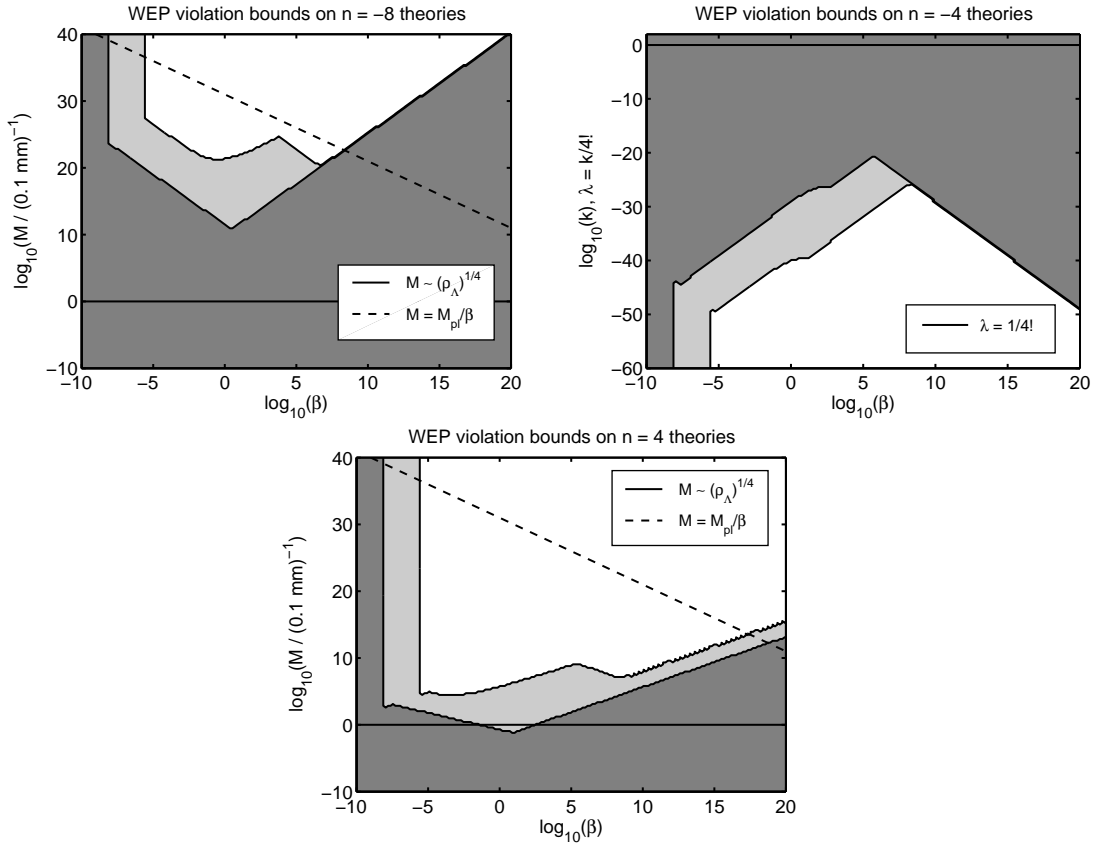 WEP violation bounds on n = −8 theories
40
30
20
10
0
−10
−10
−5
0
5
10
15
20
log10(β)
log10(M / (0.1 mm)−1)
M ~ (ρΛ)1/4
M = Mpl/β
WEP violation bounds on n = −4 theories
0
−10
−20
−30
−40
−50
−60
−10
−5
0
5
10
15
20
log10(β)
log10(k), λ = k/4!
λ = 1/4!
WEP violation bounds on n = 4 theories
40
30
20
10
0
−10
−10
−5
0
5
10
15
20
log10(β)
log10(M / (0.1 mm)−1)
M ~ (ρΛ)1/4
M = Mpl/β